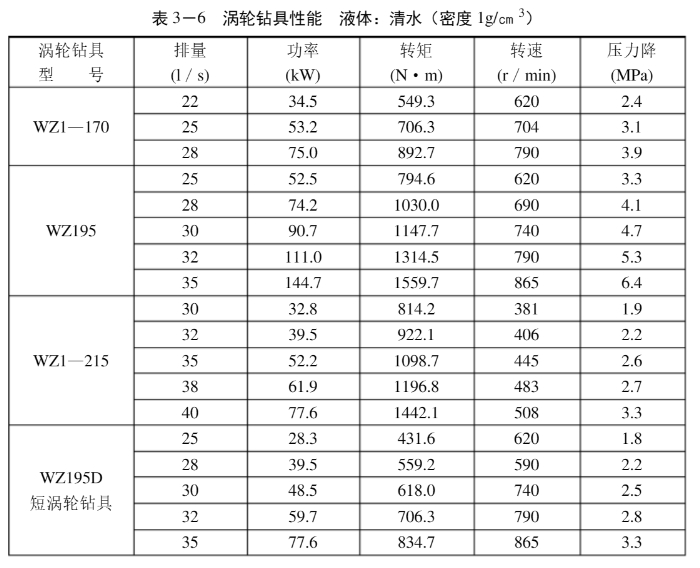 表 3－6 涡轮钻具性能 液体：清水（密度 1g/㎝³）
涡轮钻具 排量 功率 转矩 转速 压力降
型 号 (l / s) (kW) (N·m) (r / min) (MPa)
22 34.5 549.3 620 2.4
WZ1—170 25 53.2 706.3 704 3.1
28 75.0 892.7 790 3.9
25 52.5 794.6 620 3.3
28 74.2 1030.0 690 4.1
WZ195 30 90.7 1147.7 740 4.7
32 111.0 1314.5 790 5.3
35 144.7 1559.7 865 6.4
30 32.8 814.2 381 1.9
32 39.5 922.1 406 2.2
WZ1—215 35 52.2 1098.7 445 2.6
38 61.9 1196.8 483 2.7
40 77.6 1442.1 508 3.3
25 28.3 431.6 620 1.8
28 39.5 559.2 590 2.2
WZ195D
短涡轮钻具 30 48.5 618.0 740 2.5
32 59.7 706.3 790 2.8
35 77.6 834.7 865 3.3